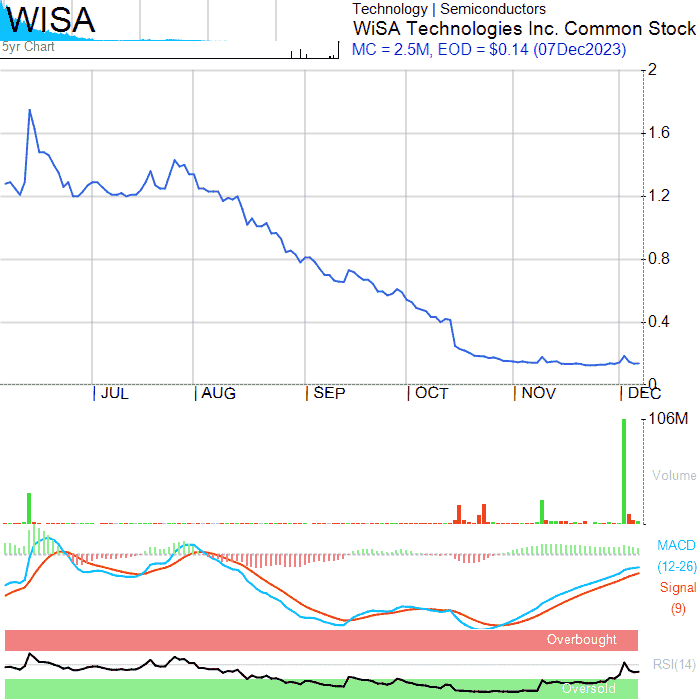 WISA
5yr Chart
Technology | Semiconductors
WiSA Technologies Inc. Common Stock
MC = 2.5M, EOD = $0.14 (07Dec2023)
2
1.6
1.2
0.8
0.4
0
JUL AUG SEP OCT NOV DEC
106M
Volume
MACD
(12-26)
Signal
(9)
Overbought
RSI(14)
Oversold